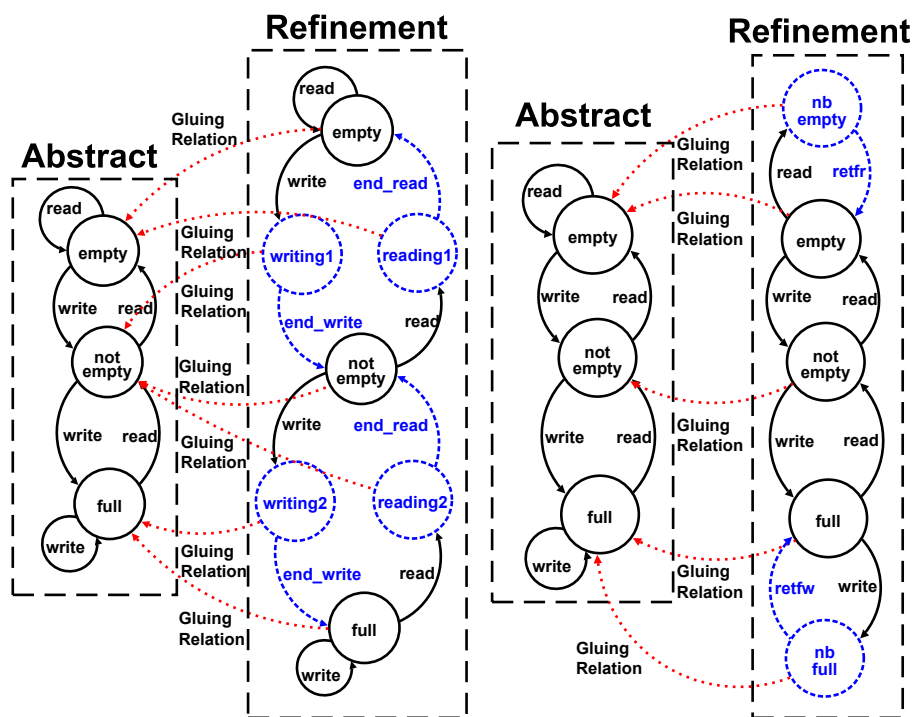 Refinement
read
empty
Gluing
Relation
Abstract
write
end_read
read
empty
Gluing
Relation
writing1
reading1
Gluing
Relation
write
read
end_write
read
not
empty
not
empty
Gluing
Relation
write
end_read
write
read
Gluing
Relation
writing2
reading2
full
write
Gluing
Relation
end_write
read
Gluing
Relation
full
write
Refinement
nb
empty
Abstract
Gluing
Relation
read
retfr
read
Gluing
Relation
empty
empty
write
read
write
read
not
empty
not
empty
Gluing
Relation
write
read
write
read
full
full
write
Gluing
Relation
retfw
write
Gluing
Relation
nb
full